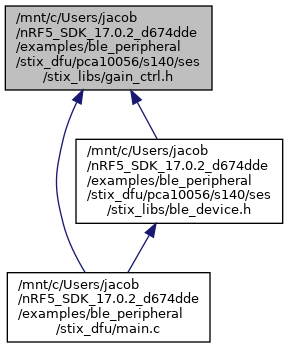 /mnt/c/Users/jacob
/nRF5_SDK_17.0.2_d674dde
/examples/ble_peripheral
/stix_dfu/pca10056/s140/ses
/stix_libs/gain_ctrl.h
/mnt/c/Users/jacob
/nRF5_SDK_17.0.2_d674dde
/examples/ble_peripheral
/stix_dfu/pca10056/s140/ses
/stix_libs/ble_device.h
/mnt/c/Users/jacob
/nRF5_SDK_17.0.2_d674dde
/examples/ble_peripheral
/stix_dfu/main.c